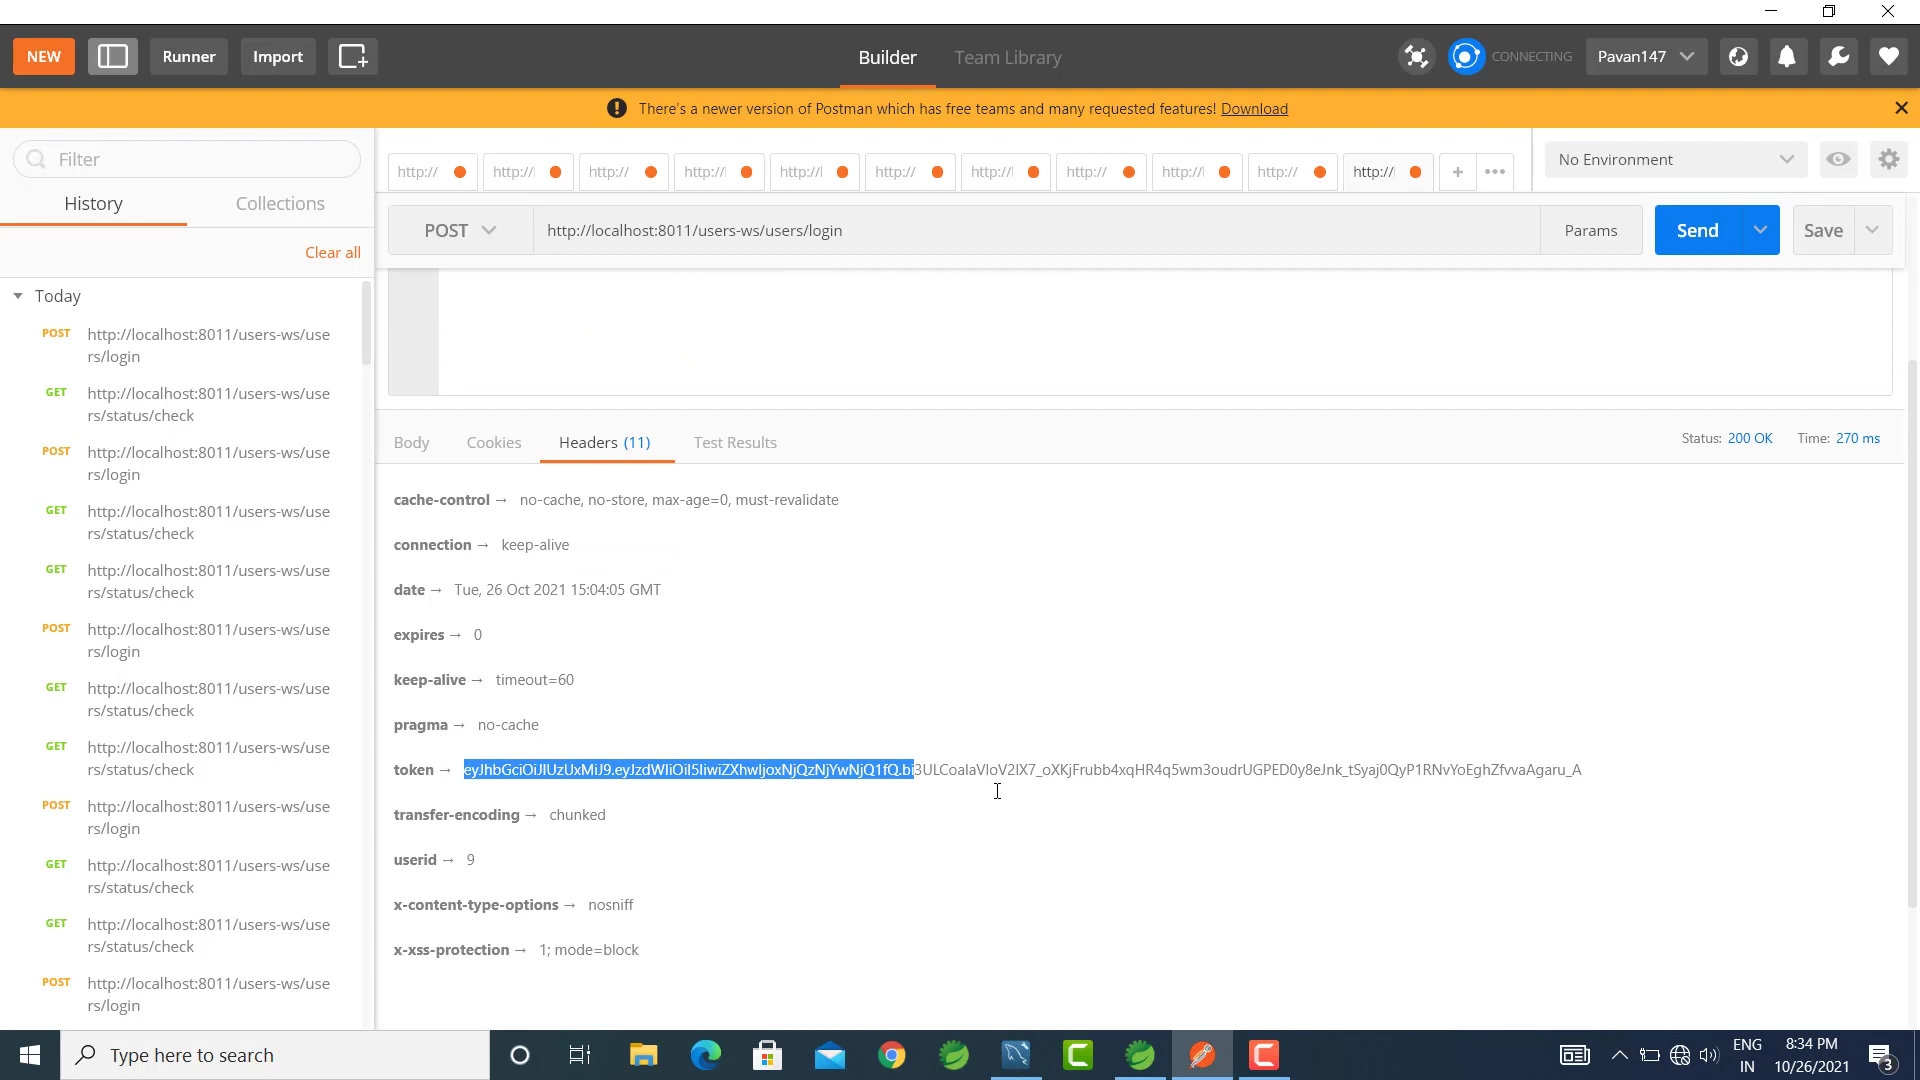 NEW
Runner
Import
Builder
Team Library
CONNECTING
Pavan147
There's a newer version of Postman which has free teams and many requested features! Download
Filter
History
Collections
Clear all
Today
POST http://localhost:8011/users-ws/use
rs/login
GET http://localhost:8011/users-ws/use
rs/status/check
POST http://localhost:8011/users-ws/use
rs/login
GET http://localhost:8011/users-ws/use
rs/status/check
GET http://localhost:8011/users-ws/use
rs/status/check
POST http://localhost:8011/users-ws/use
rs/login
GET http://localhost:8011/users-ws/use
rs/status/check
GET http://localhost:8011/users-ws/use
rs/status/check
POST http://localhost:8011/users-ws/use
rs/login
GET http://localhost:8011/users-ws/use
rs/status/check
GET http://localhost:8011/users-ws/use
rs/status/check
POST http://localhost:8011/users-ws/use
rs/login
http:// http:// http:// http:// http:// http:// http:// http:// http:// http:// http://
No Environment
POST
http://localhost:8011/users-ws/users/login
Params
Send
Save
Body
Cookies
Headers (11)
Test Results
Status: 200 OK
Time: 270 ms
cache-control → no-cache, no-store, max-age=0, must-revalidate
connection → keep-alive
date → Tue, 26 Oct 2021 15:04:05 GMT
expires → 0
keep-alive → timeout=60
pragma → no-cache
token →
transfer-encoding → chunked
userid → 9
x-content-type-options → nosniff
x-xss-protection → 1; mode=block
Type here to search
ENG
IN
8:34 PM
10/26/2021
3